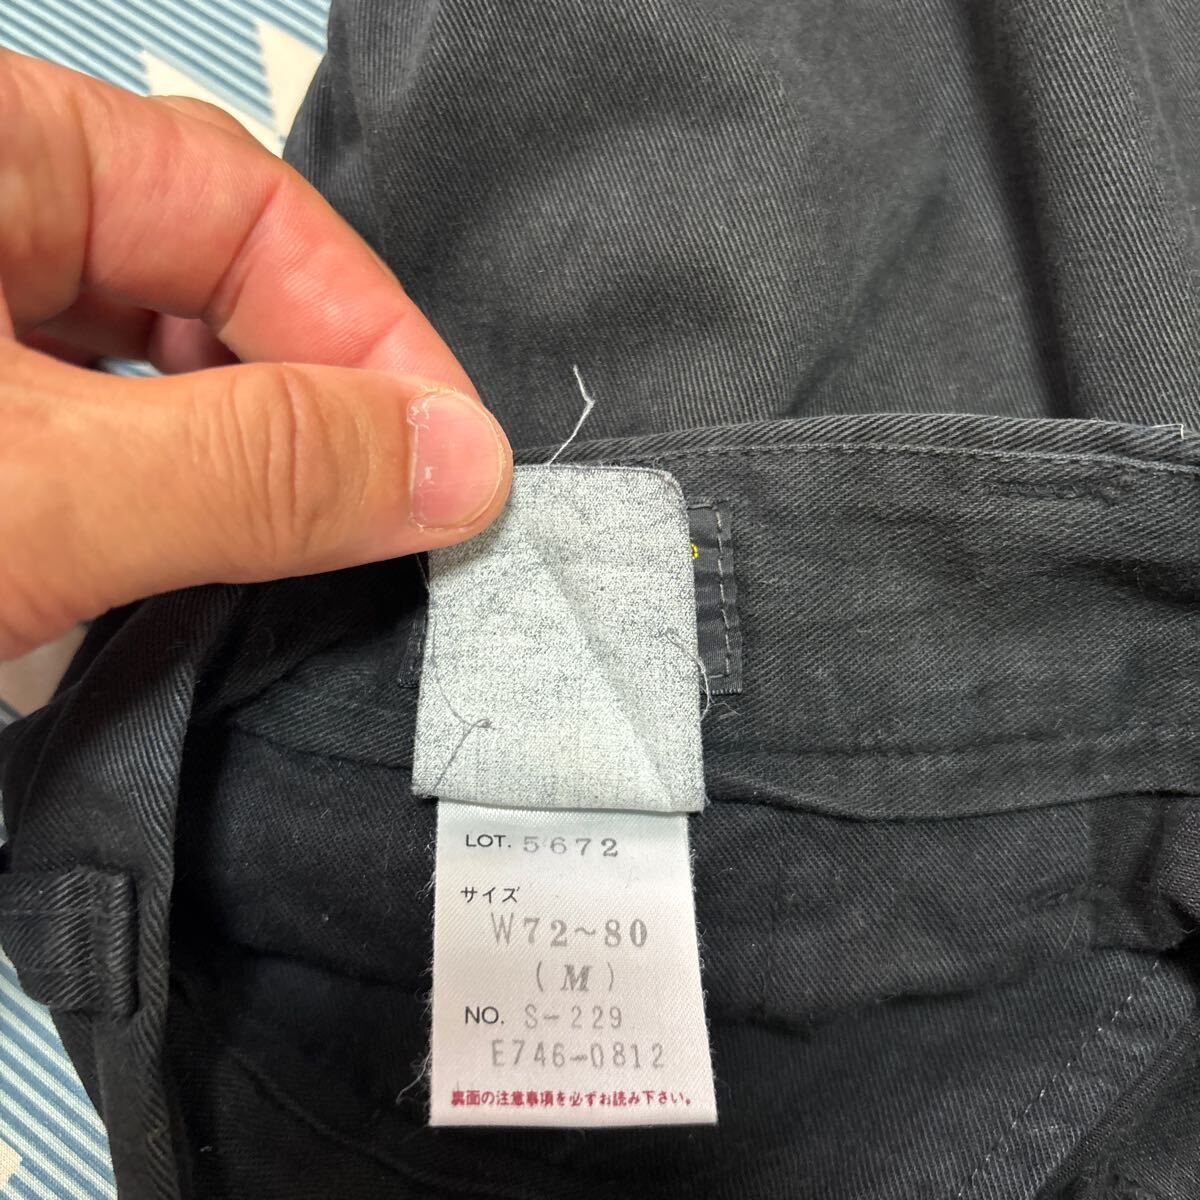 LOT. 5672
サイズ
W72~80
(M)
NO. S-229
E746-0812
裏面の注意事項を必ずお読み下さい。